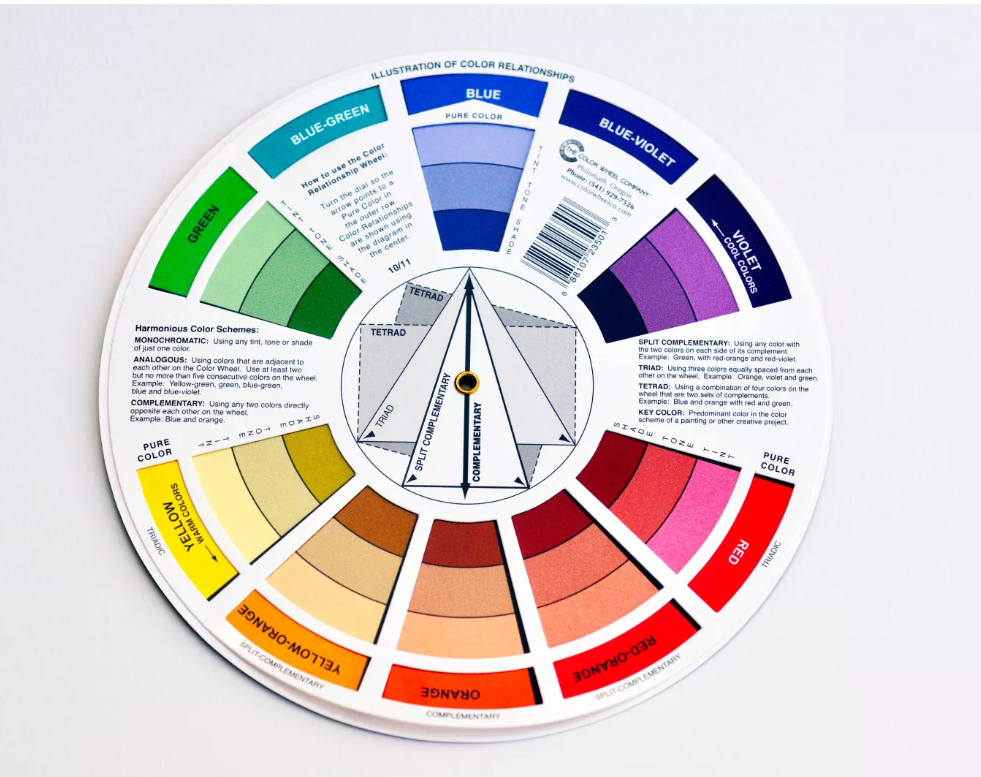 ILLUSTRATION OF COLOR RELATIONSHIPS
BLUE-GREEN
BLUE
BLUE-VIOLET
PURE COLOR
GREEN
VIOLET
COOL COLORS
How to use the Color
Relationship Wheel:
Turn the dial so the
arrow points to a
Pure Color in
the outer row.
Color Relationships
are shown using
the diagram in
the center.
10/11
TINT TONE SHADE
TINT TONE SHADE
THE COLOR WHEEL COMPANY
Philomath, Oregon
Phone: (541) 929-7526
www.colorwheelco.com
TETRAD
TETRAD
TRIAD
SPLIT COMPLEMENTARY
COMPLEMENTARY
Harmonious Color Schemes:
MONOCHROMATIC: Using any tint, tone or shade
of just one color.
ANALOGOUS: Using colors that are adjacent to
each other on the Color Wheel. Use at least two
but no more than five consecutive colors on the wheel.
Example: Yellow-green, green, blue-green,
blue and blue-violet.
COMPLEMENTARY: Using any two colors directly
opposite each other on the wheel.
Example: Blue and orange.
SPLIT COMPLEMENTARY: Using any color with
the two colors on each side of its complement.
Example: Green, with red-orange and red-violet.
TRIAD: Using three colors equally spaced from each
other on the wheel. Example: Orange, violet and green.
TETRAD: Using a combination of four colors on the
wheel that are two sets of complements.
Example: Blue and orange with red and green.
KEY COLOR: Predominant color in the color
scheme of a painting or other creative project.
SHADE TONE TINT
SHADE TONE TINT
PURE
COLOR
PURE
COLOR
YELLOW
WARM COLORS
TRIADIC
RED
TRIADIC
YELLOW-ORANGE
SPLIT-COMPLEMENTARY
ORANGE
COMPLEMENTARY
RED-ORANGE
SPLIT-COMPLEMENTARY